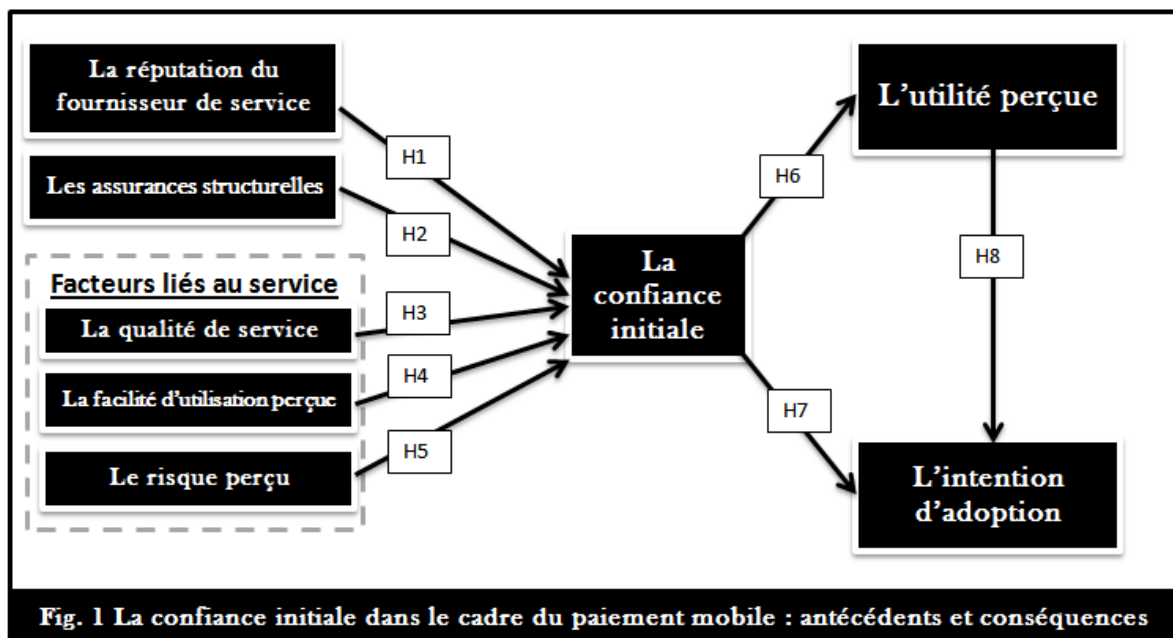 La réputation du
fournisseur de service
Les assurances structurelles
Facteurs liés au service
La qualité de service
La facilité d'utilisation perçue
Le risque perçu
H1
H2
H3
H4
H5
La
confiance
initiale
H6
H7
L'utilité perçue
H8
L'intention
d'adoption
Fig. 1 La confiance initiale dans le cadre du paiement mobile : antécédents et conséquences